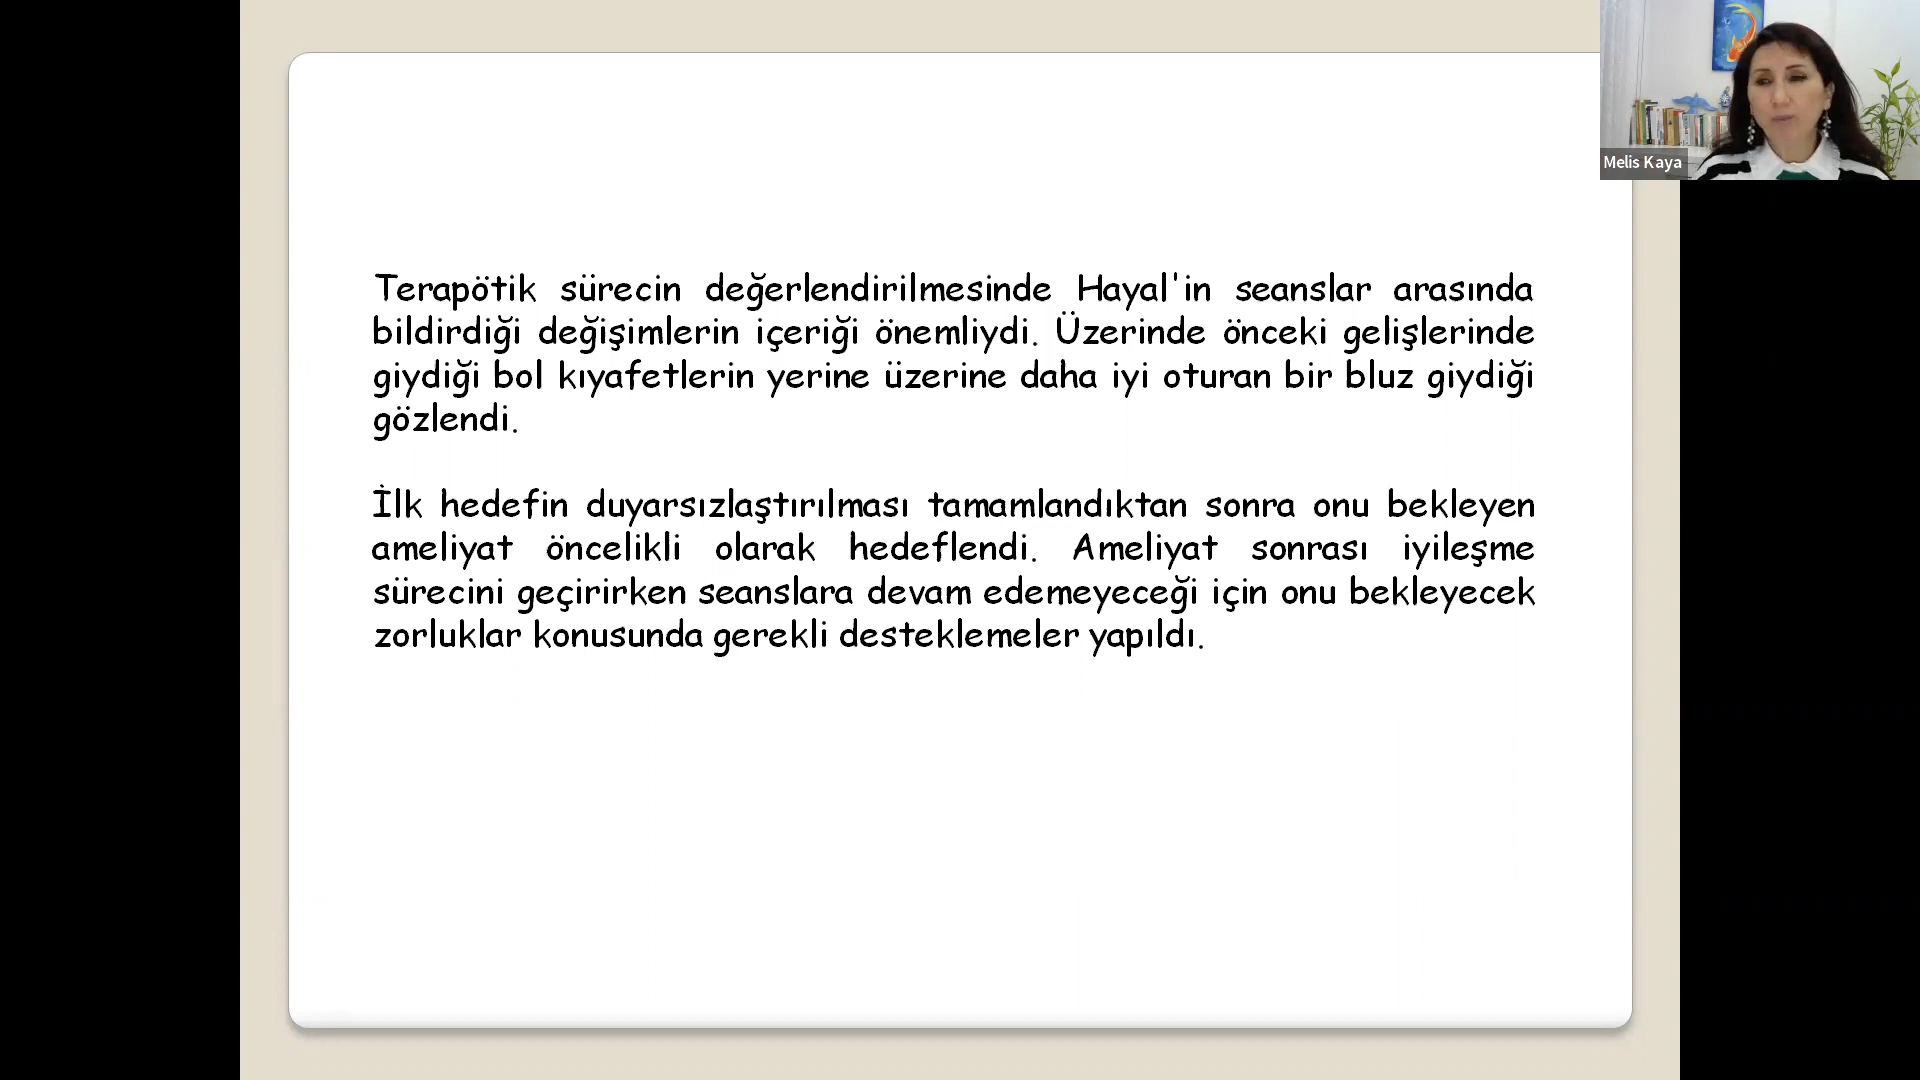 Melis Kaya
Terapötik sürecin değerlendirilmesinde Hayal'in seanslar arasında
bildirdiği değişimlerin içeriği önemliydi. Üzerinde önceki gelişlerinde
giydiği bol kıyafetlerin yerine üzerine daha iyi oturan bir bluz giydiği
gözlendi.
İlk hedefin duyarsızlaştırılması tamamlandıktan sonra onu bekleyen
ameliyat öncelikli olarak hedeflendi. Ameliyat sonrası iyileşme
sürecini geçirirken seanslara devam edemeyeceği için onu bekleyecek
zorluklar konusunda gerekli desteklemeler yapıldı.